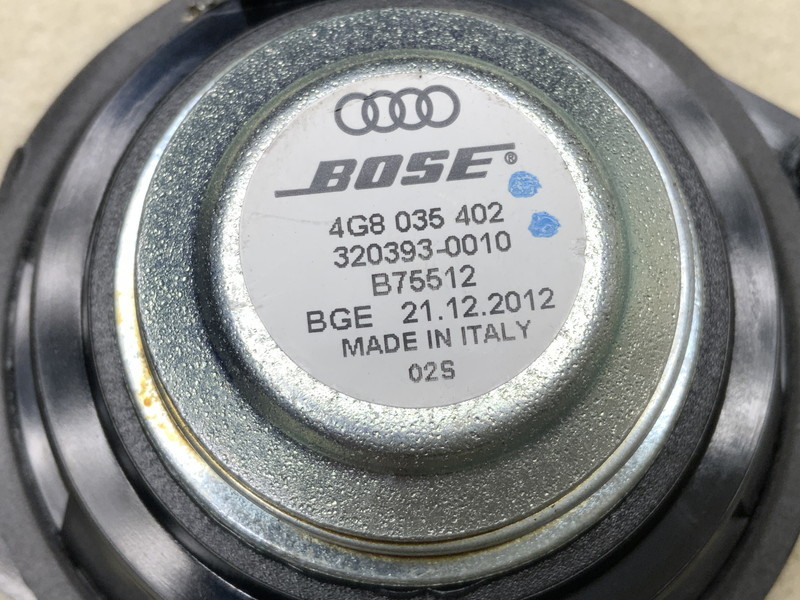 BOSE®
4G8 035 402
320393-0010
B75512
BGE 21.12.2012
MADE IN ITALY
02S